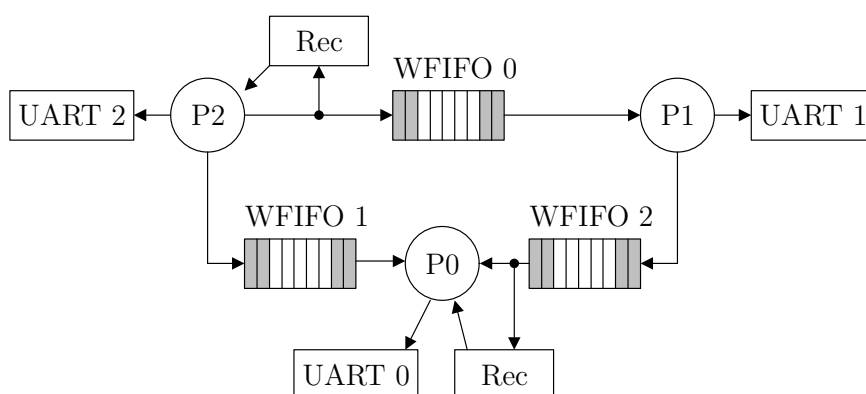 Rec
WFIFO 0
UART 2
P2
P1
UART 1
WFIFO 1
WFIFO 2
P0
UART 0
Rec